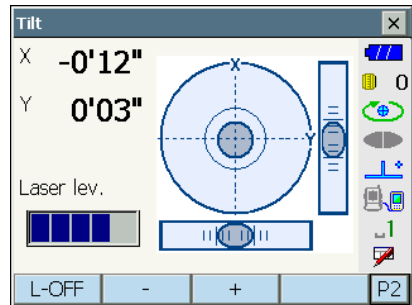 Tilt
X -0'12"
Y 0'03"
X
Y
Laser lev.
0
1
L-OFF - + P2